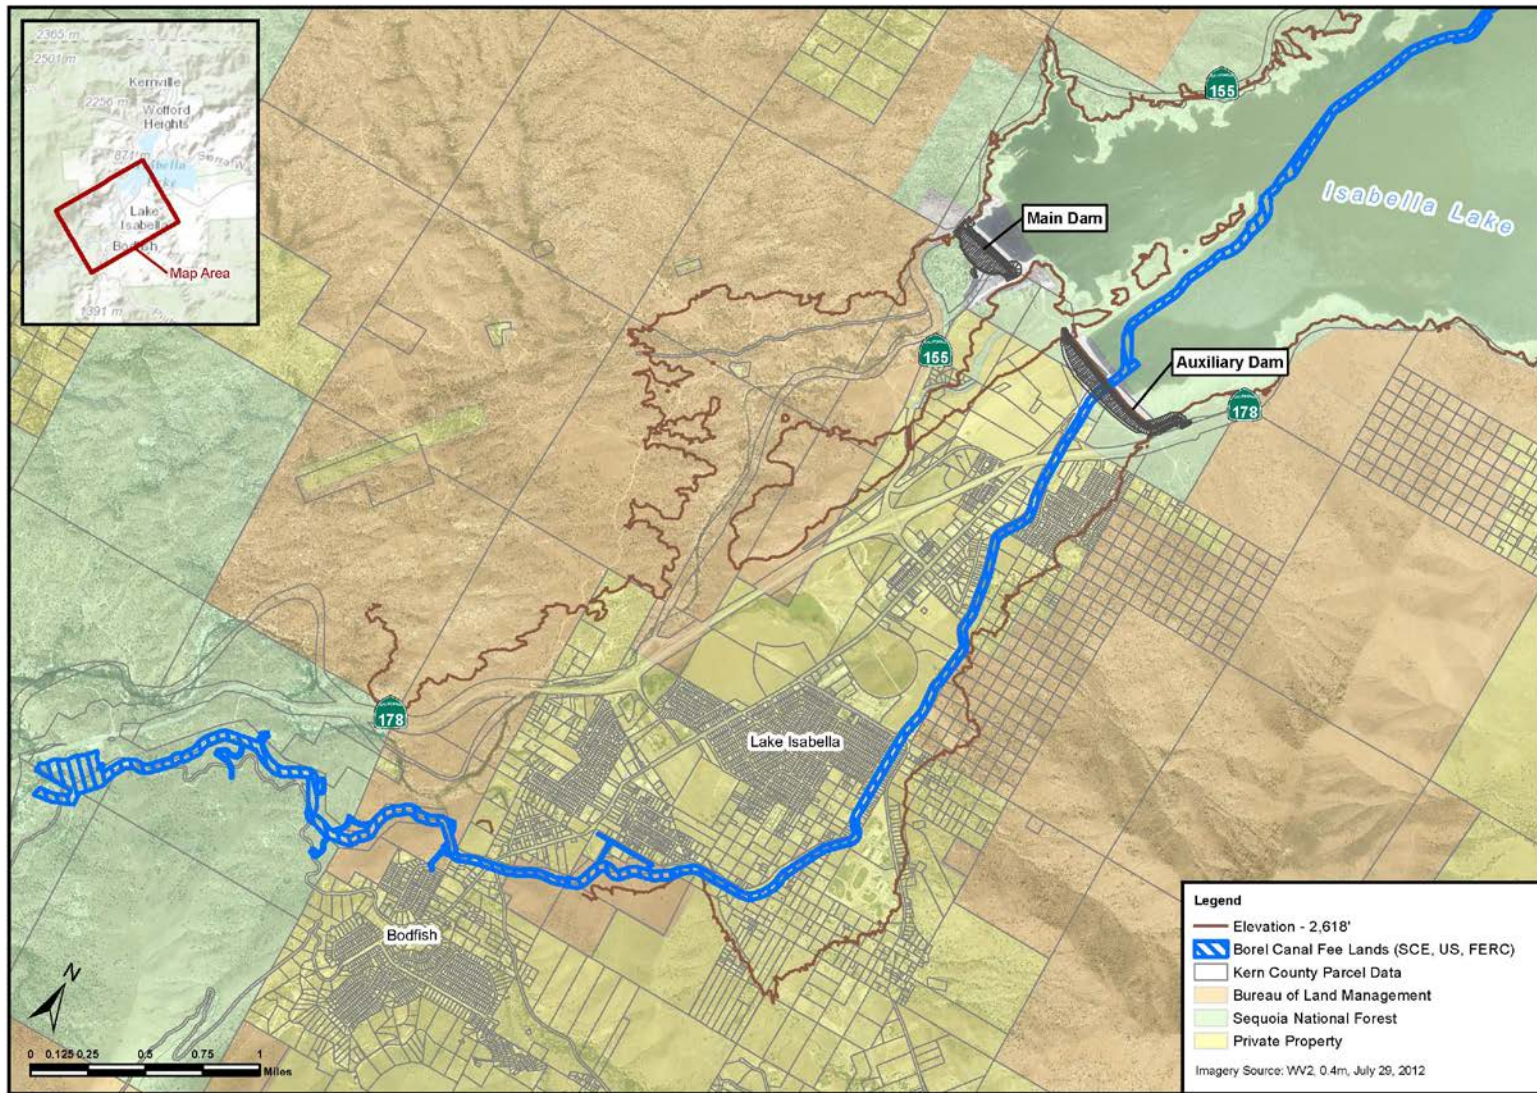 2365 m
2501 m
Kernville
2256 m
Wofford
Heights
871 m
Lake
Isabella
Bodfish
Map Area
1391 m
155
Isabella Lake
Main Dam
155
Auxiliary Dam
178
178
Lake Isabella
Bodfish
N
0 0.125 0.25 0.5 0.75 1
Miles
Legend
Elevation - 2,618'
Borel Canal Fee Lands (SCE, US, FERC)
Kern County Parcel Data
Bureau of Land Management
Sequoia National Forest
Private Property
Imagery Source: WV2, 0.4m, July 29, 2012